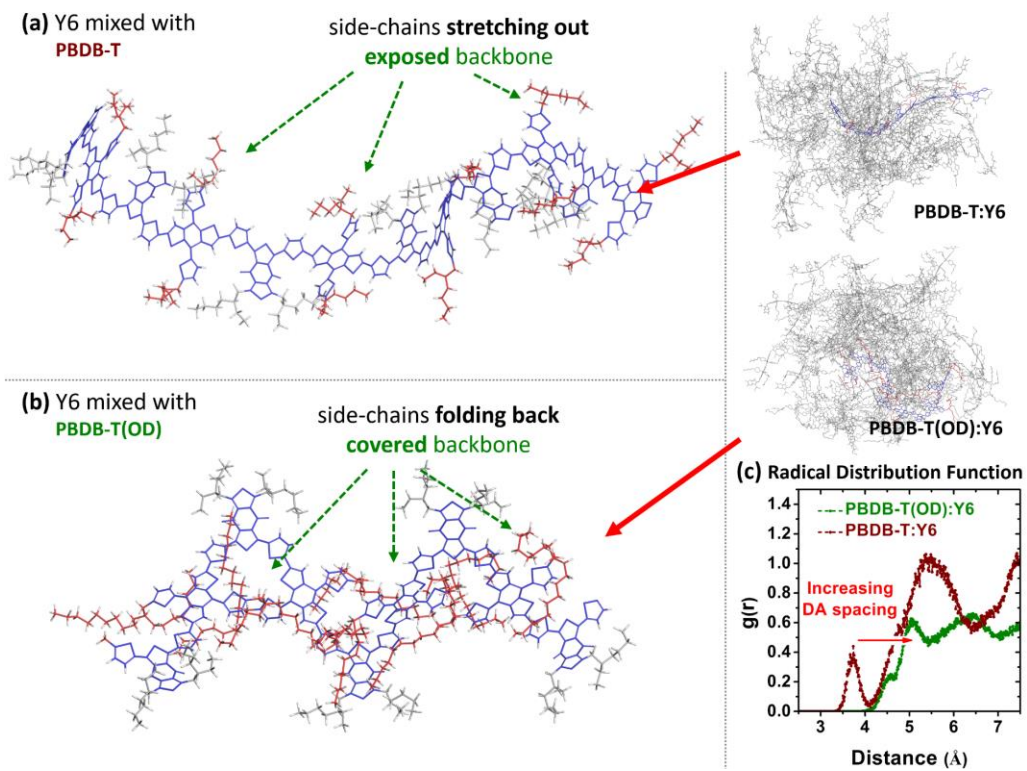 (a) Y6 mixed with
PBDB-T
side-chains stretching out
exposed backbone
PBDB-T:Y6
(b) Y6 mixed with
PBDB-T(OD)
side-chains folding back
covered backbone
PBDB-T(OD):Y6
(c) Radical Distribution Function
PBDB-T(OD):Y6
PBDB-T:Y6
Increasing
DA spacing
g(r)
1.4
1.2
1.0
0.8
0.6
0.4
0.2
0.0
3 4 5 6 7
Distance (Å)